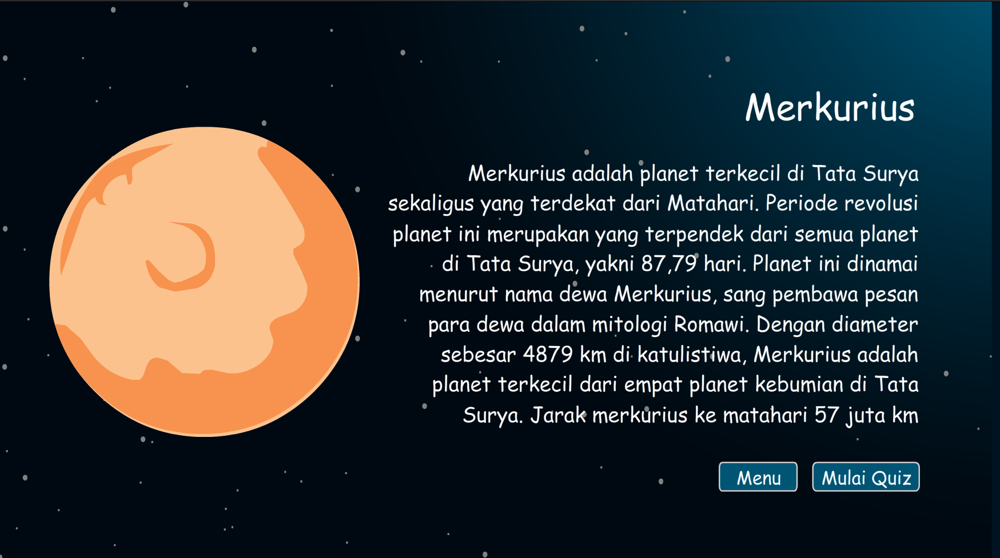 Merkurius
Merkurius adalah planet terkecil di Tata Surya
sekaligus yang terdekat dari Matahari. Periode revolusi
planet ini merupakan yang terpendek dari semua planet
di Tata Surya, yakni 87,79 hari. Planet ini dinamai
menurut nama dewa Merkurius, sang pembawa pesan
para dewa dalam mitologi Romawi. Dengan diameter
sebesar 4879 km di katulistiwa, Merkurius adalah
planet terkecil dari empat planet kebumian di Tata
Surya. Jarak merkurius ke matahari 57 juta km
Menu
Mulai Quiz